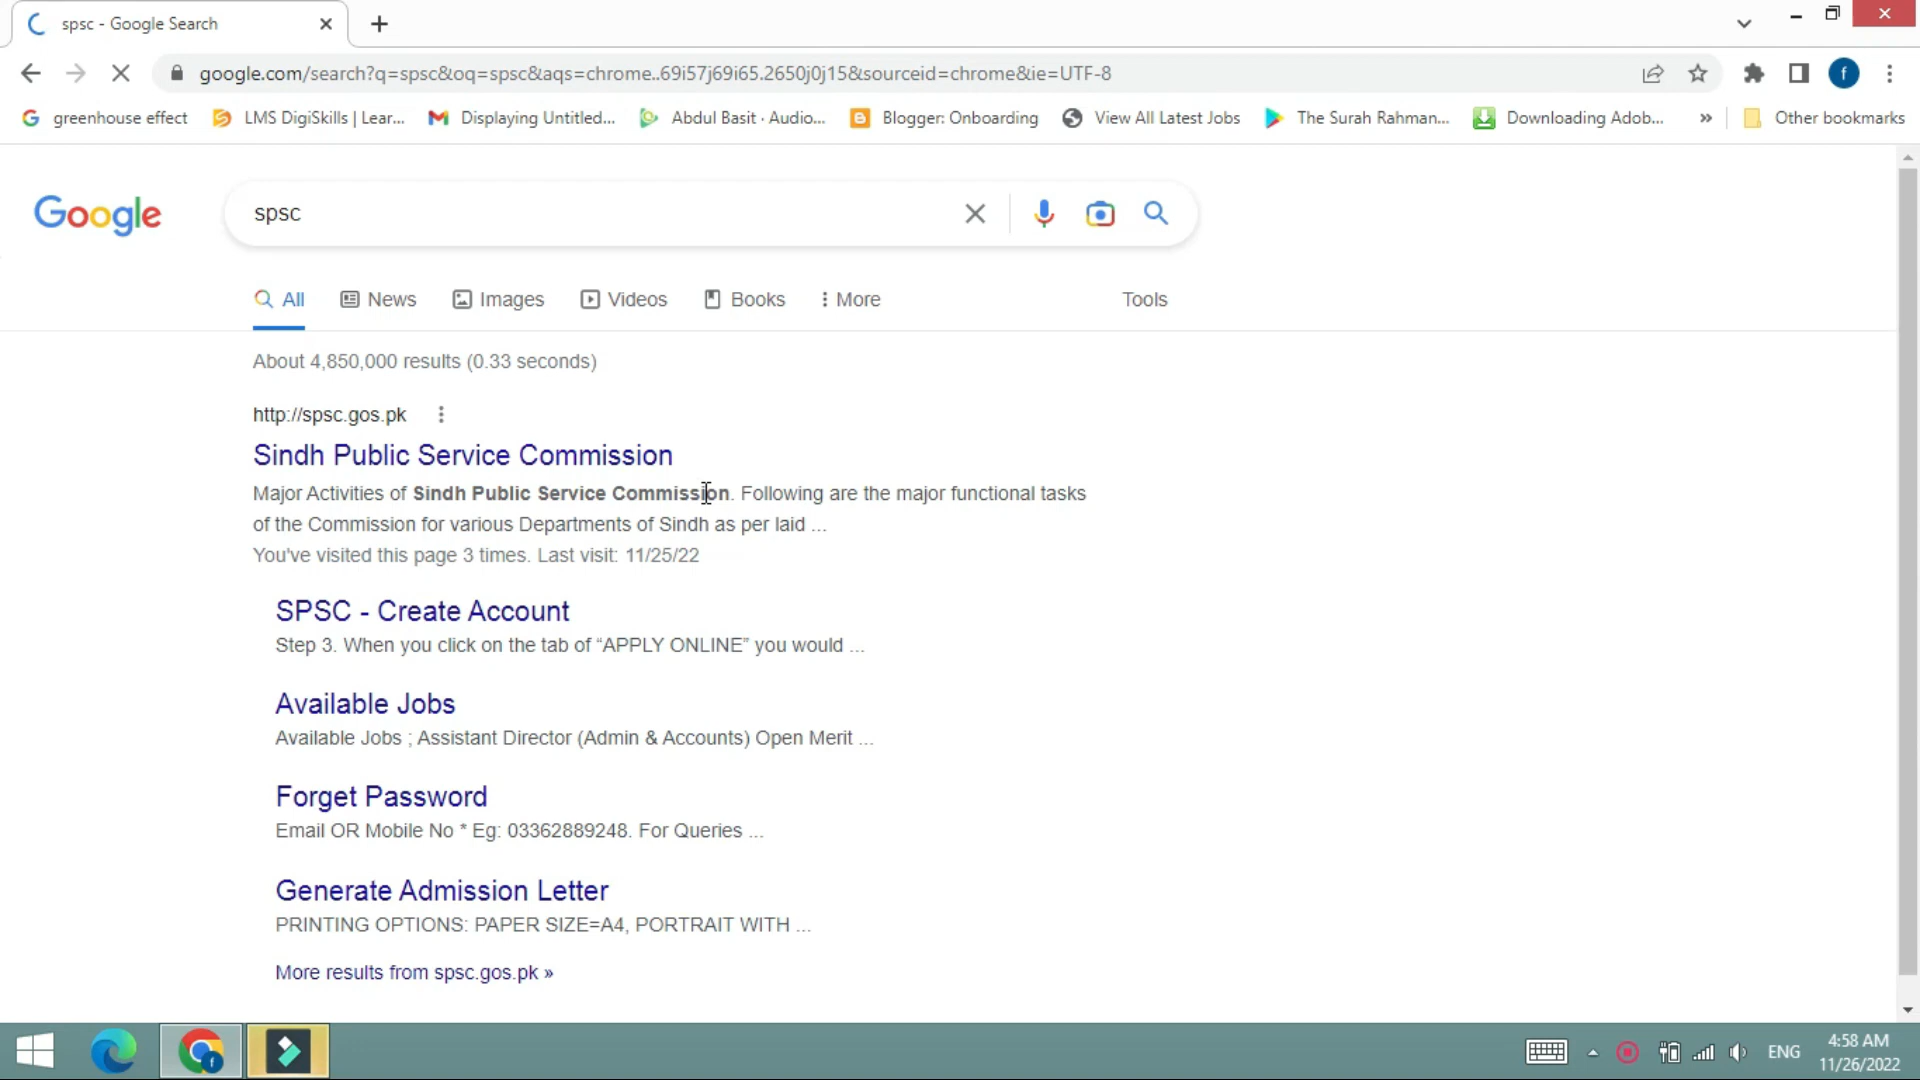 spsc - Google Search
google.com/search?q=spsc&oq=spsc&aqs=chrome..69i57j69i65.2650j0j15&sourceid=chrome&ie=UTF-8
f
greenhouse effect
LMS DigiSkills | Lear...
Displaying Untitled...
Abdul Basit · Audio...
Blogger: Onboarding
View All Latest Jobs
The Surah Rahman...
Downloading Adob...
»
Other bookmarks
Google
spsc
All
News
Images
Videos
Books
More
Tools
About 4,850,000 results (0.33 seconds)
http://spsc.gos.pk
Sindh Public Service Commission
Major Activities of Sindh Public Service Commission. Following are the major functional tasks
of the Commission for various Departments of Sindh as per laid ...
You've visited this page 3 times. Last visit: 11/25/22
SPSC - Create Account
Step 3. When you click on the tab of “APPLY ONLINE” you would ...
Available Jobs
Available Jobs ; Assistant Director (Admin & Accounts) Open Merit ...
Forget Password
Email OR Mobile No * Eg: 03362889248. For Queries ...
Generate Admission Letter
PRINTING OPTIONS: PAPER SIZE=A4, PORTRAIT WITH ...
More results from spsc.gos.pk »
f
ENG
4:58 AM
11/26/2022